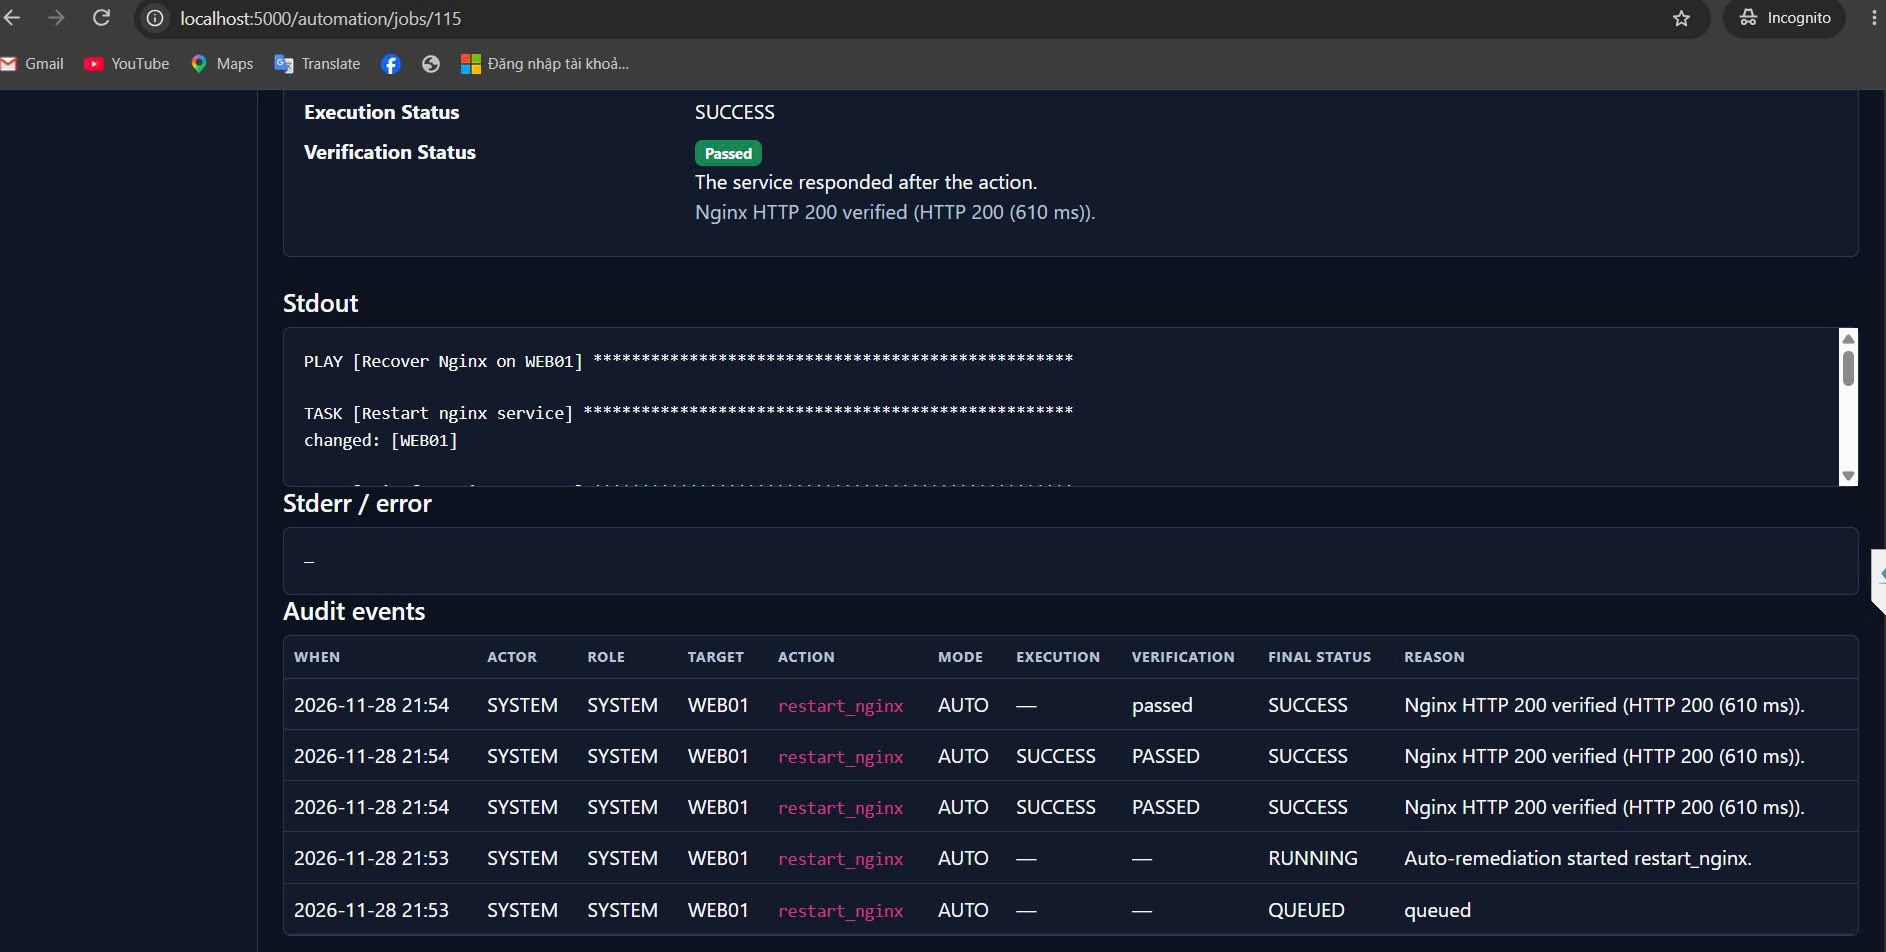 localhost:5000/automation/jobs/115
Incognito
Gmail YouTube Maps Translate Đăng nhập tài khoả...
Execution Status SUCCESS
Verification Status Passed
The service responded after the action.
Nginx HTTP 200 verified (HTTP 200 (610 ms)).
Stdout
PLAY [Recover Nginx on WEB01] **************************************************
TASK [Restart nginx service] ***************************************************
changed: [WEB01]
Stderr / error
—
Audit events
WHEN ACTOR ROLE TARGET ACTION MODE EXECUTION VERIFICATION FINAL STATUS REASON
2026-11-28 21:54 SYSTEM SYSTEM WEB01 restart_nginx AUTO — passed SUCCESS Nginx HTTP 200 verified (HTTP 200 (610 ms)).
2026-11-28 21:54 SYSTEM SYSTEM WEB01 restart_nginx AUTO SUCCESS PASSED SUCCESS Nginx HTTP 200 verified (HTTP 200 (610 ms)).
2026-11-28 21:54 SYSTEM SYSTEM WEB01 restart_nginx AUTO SUCCESS PASSED SUCCESS Nginx HTTP 200 verified (HTTP 200 (610 ms)).
2026-11-28 21:53 SYSTEM SYSTEM WEB01 restart_nginx AUTO — — RUNNING Auto-remediation started restart_nginx.
2026-11-28 21:53 SYSTEM SYSTEM WEB01 restart_nginx AUTO — — QUEUED queued